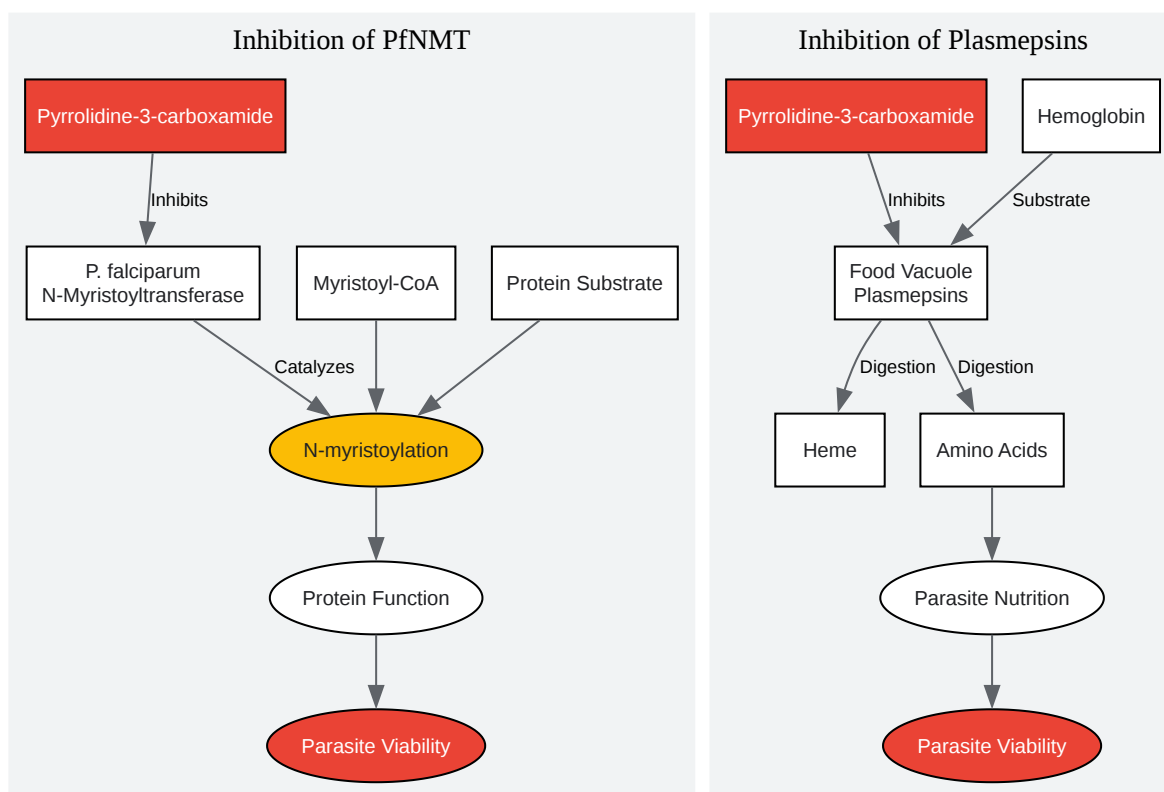 Inhibition of PfNMT
Pyrrolidine-3-carboxamide
Inhibits
P. falciparum
N-Myristoyltransferase
Myristoyl-CoA
Protein Substrate
Catalyzes
N-myristoylation
Protein Function
Parasite Viability
Inhibition of Plasmepsins
Pyrrolidine-3-carboxamide
Hemoglobin
Inhibits
Substrate
Food Vacuole
Plasmepsins
Digestion
Digestion
Heme
Amino Acids
Parasite Nutrition
Parasite Viability